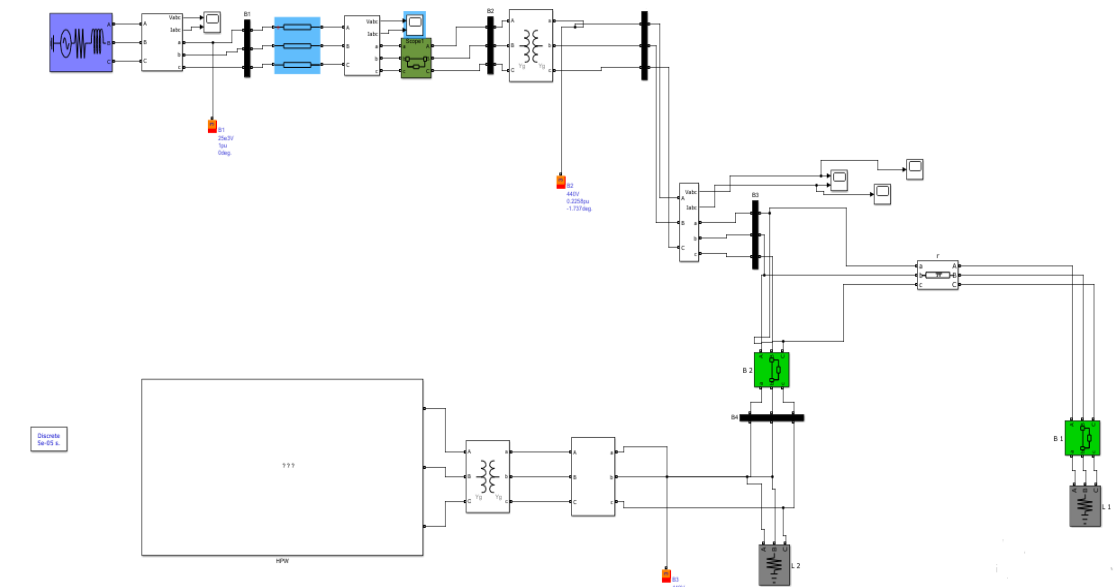 A
B
C
A
B
C
Vabc
Iabc
a
b
c
B1
A
B
C
Vabc
Iabc
a
b
c
Scope1
a
b
c
A
B
C
B2
A
B
C
Yg
Yg
a
b
c
B1
25e3V
1pu
0deg.
B2
440V
0.2258pu
-1.737deg.
A
B
C
Vabc
Iabc
a
b
c
B3
r
a
b
c
A
B
C
B 2
A
B
C
B4
Discrete
5e-05 s.
???
HPW
A
B
C
Yg
Yg
a
b
c
A
B
C
a
b
c
B3
A
B
C
L 2
B 1
A
B
C
A
B
C
L 1